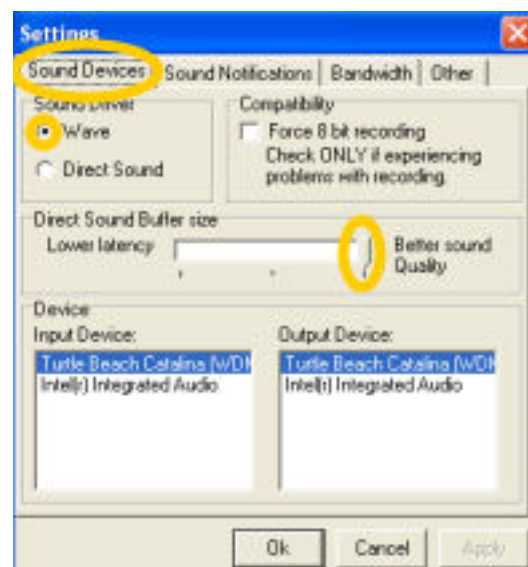 Settings
Sound Devices Sound Notifications Bandwidth Other
Sound Driver
Wave
Direct Sound
Compatibility
Force 8 bit recording
Check ONLY if experiencing
problems with recording
Direct Sound Buffer size
Lower latency
Better sound
Quality
Device
Input Device:
Turtle Beach Catalina (WDM
Intel(r) Integrated Audio
Output Device:
Turtle Beach Catalina (WDM
Intel(r) Integrated Audio
Ok Cancel Apply